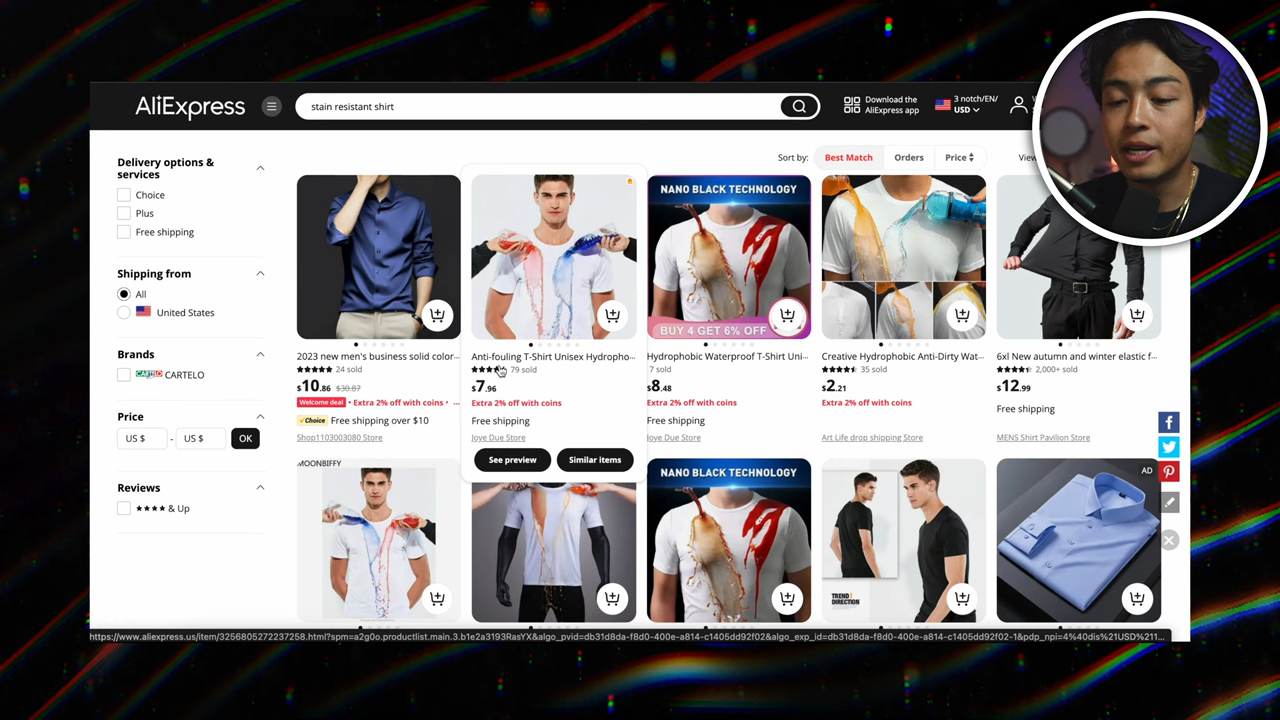 AliExpress
stain resistant shirt
Download the
AliExpress app
3 notch/EN/
USD
Delivery options &
services
Choice
Plus
Free shipping
Shipping from
All
United States
Brands
CARTELO CARTELO
Price
US $ - US $ OK
Reviews
& Up
Sort by: Best Match Orders Price
NANO BLACK TECHNOLOGY
BUY 4 GET 6% OFF
2023 new men's business solid color...
24 sold
$10.86 $30.87
Welcome deal · Extra 2% off with coins · ...
Choice Free shipping over $10
Shop1103003080 Store
Anti-fouling T-Shirt Unisex Hydropho...
79 sold
$7.96
Extra 2% off with coins
Free shipping
Joye Due Store
See preview Similar items
Hydrophobic Waterproof T-Shirt Uni...
7 sold
$8.48
Extra 2% off with coins
Free shipping
Joye Due Store
Creative Hydrophobic Anti-Dirty Wat...
35 sold
$2.21
Extra 2% off with coins
Art Life drop shipping Store
6xl New autumn and winter elastic f...
2,000+ sold
$12.99
Free shipping
MENS Shirt Pavilion Store
MOONBIFFY
NANO BLACK TECHNOLOGY
TREND
DIRECTION
AD
https://www.aliexpress.us/item/3256805272237258.html?spm=a2g0o.productlist.main.3.b1e2a3193RasYX&algo_pvid=db31d8da-f8d0-400e-a814-c1405dd92f02&algo_exp_id=db31d8da-f8d0-400e-a814-c1405dd92f02-1&pdp_npi=4%40dis%21USD%211...